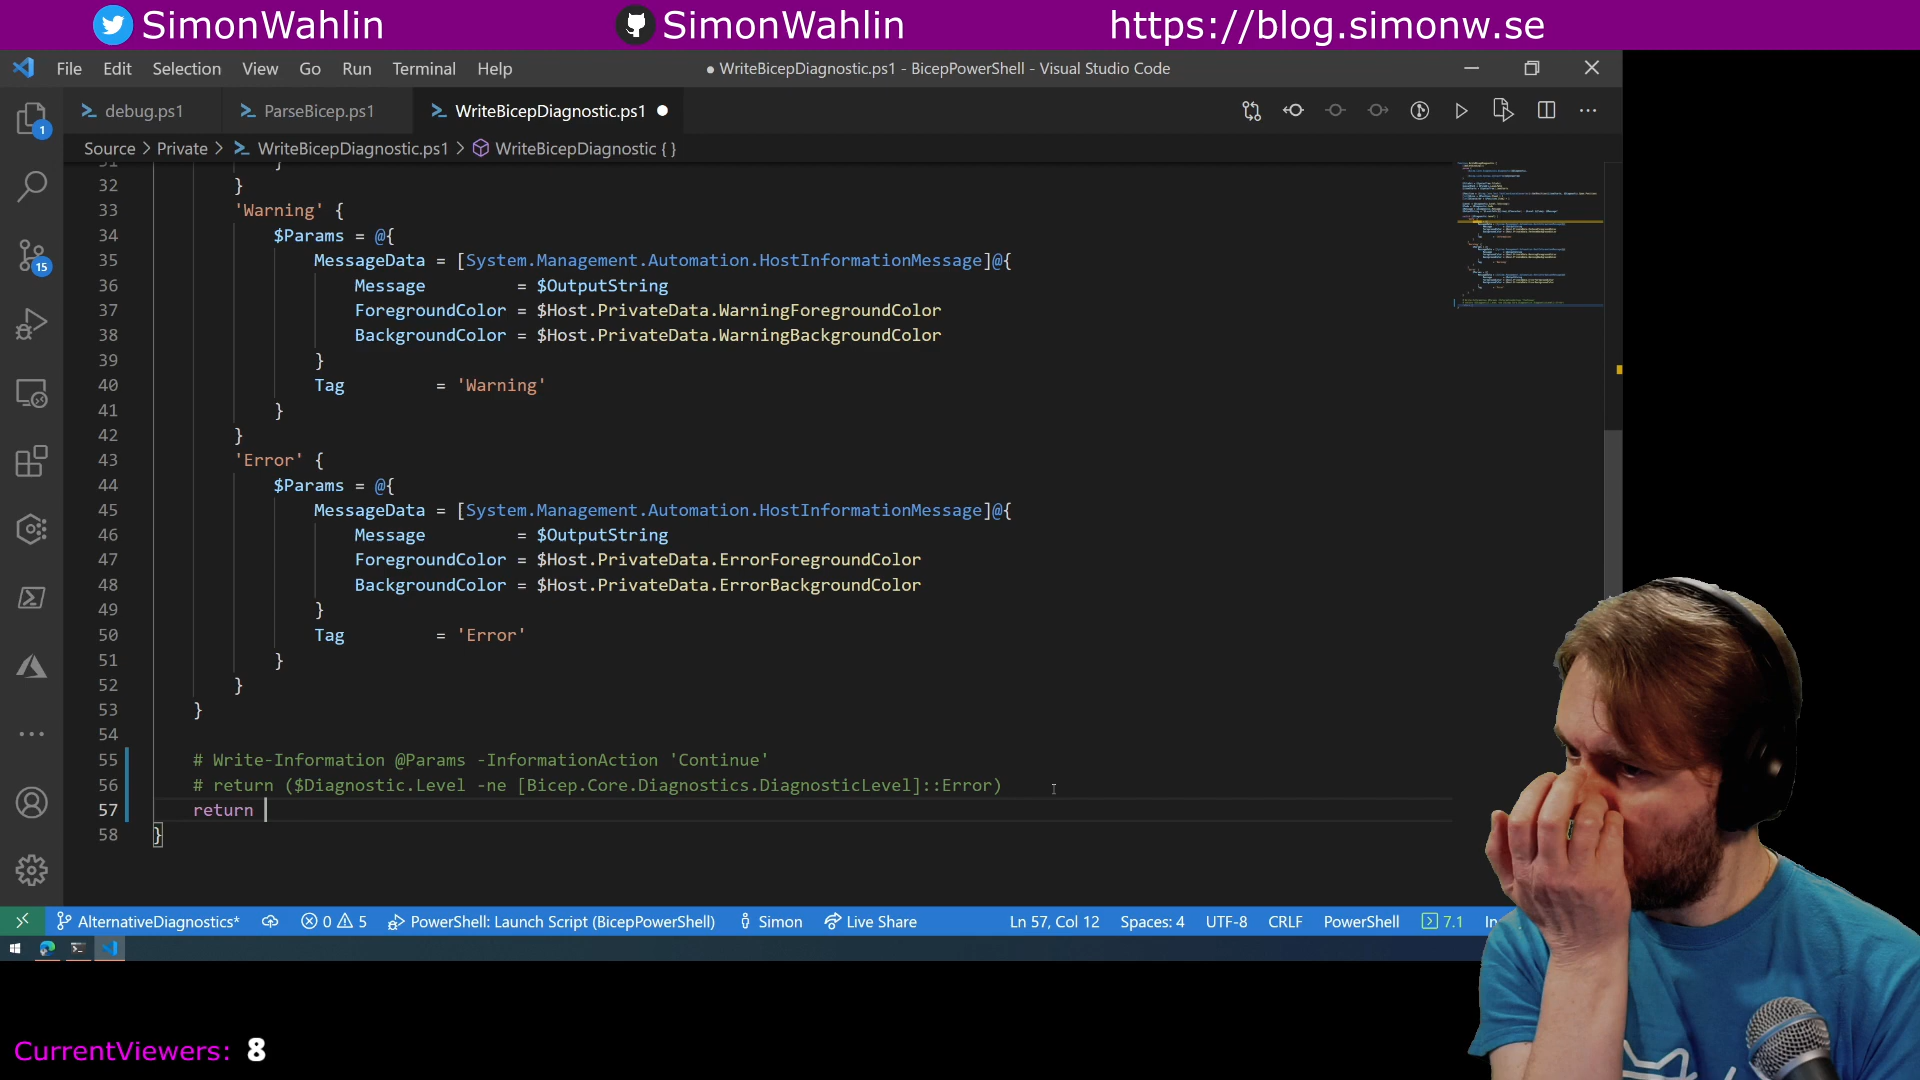 SimonWahlin SimonWahlin https://blog.simonw.se
File Edit Selection View Go Run Terminal Help ● WriteBicepDiagnostic.ps1 - BicepPowerShell - Visual Studio Code
debug.ps1 ParseBicep.ps1 WriteBicepDiagnostic.ps1
Source > Private > WriteBicepDiagnostic.ps1 > WriteBicepDiagnostic { }
31 }
32 }
33 'Warning' {
34 $Params = @{
35 MessageData = [System.Management.Automation.HostInformationMessage]@{
36 Message = $OutputString
37 ForegroundColor = $Host.PrivateData.WarningForegroundColor
38 BackgroundColor = $Host.PrivateData.WarningBackgroundColor
39 }
40 Tag = 'Warning'
41 }
42 }
43 'Error' {
44 $Params = @{
45 MessageData = [System.Management.Automation.HostInformationMessage]@{
46 Message = $OutputString
47 ForegroundColor = $Host.PrivateData.ErrorForegroundColor
48 BackgroundColor = $Host.PrivateData.ErrorBackgroundColor
49 }
50 Tag = 'Error'
51 }
52 }
53 }
54
55 # Write-Information @Params -InformationAction 'Continue'
56 # return ($Diagnostic.Level -ne [Bicep.Core.Diagnostics.DiagnosticLevel]::Error)
57 return
58 }
1
15
AlternativeDiagnostics* 0 5 PowerShell: Launch Script (BicepPowerShell) Simon Live Share Ln 57, Col 12 Spaces: 4 UTF-8 CRLF PowerShell 7.1
CurrentViewers: 8